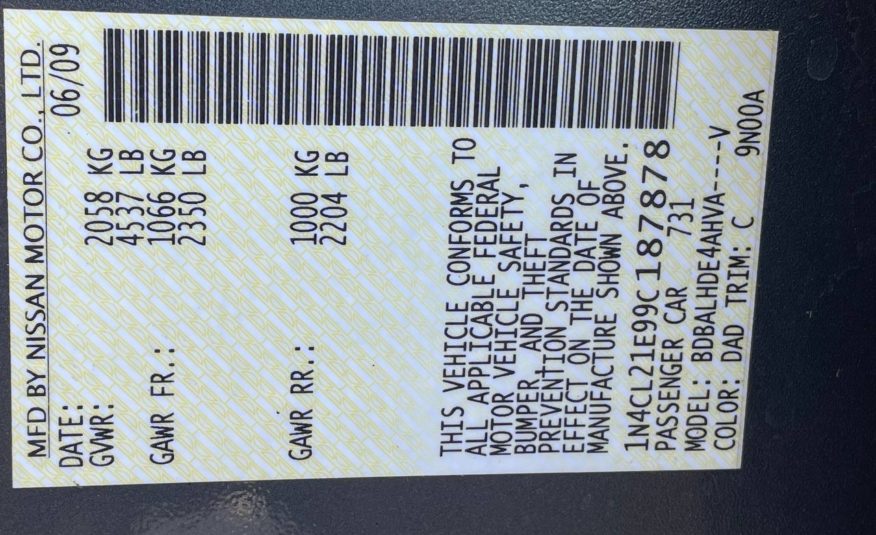 MFD BY NISSAN MOTOR CO., LTD.
DATE: 06/09
GVWR: 2058 KG
4537 LB
GAWR FR.: 1066 KG
2350 LB
GAWR RR.: 1000 KG
2204 LB
THIS VEHICLE CONFORMS TO
ALL APPLICABLE FEDERAL
MOTOR VEHICLE SAFETY,
BUMPER, AND THEFT
PREVENTION STANDARDS IN
EFFECT ON THE DATE OF
MANUFACTURE SHOWN ABOVE.
1N4CL21E99C187878
PASSENGER CAR 731
MODEL: BDBALHDE4AHVA----V
COLOR: DAD TRIM: C 9N00A